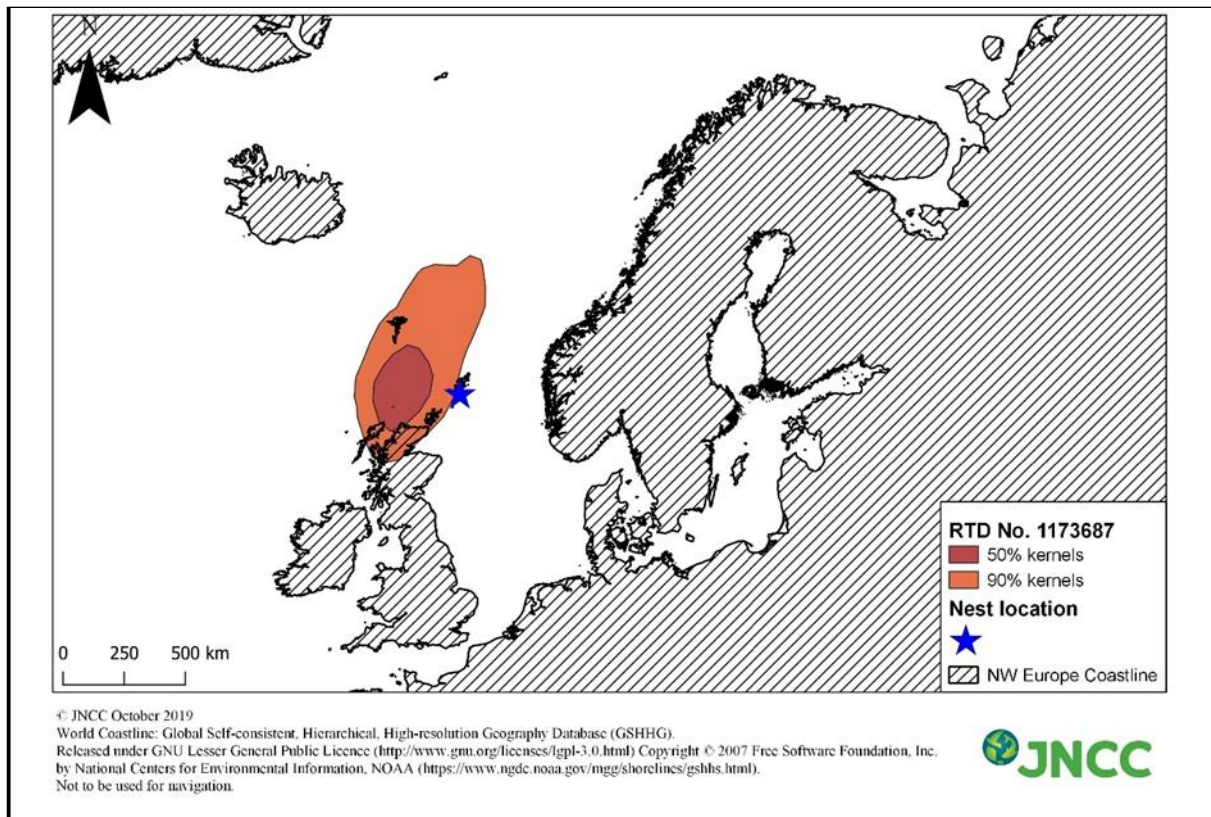 N
RTD No. 1173687
50% kernels
90% kernels
Nest location
NW Europe Coastline
0 250 500 km
© JNCC October 2019
World Coastline: Global Self-consistent, Hierarchical, High-resolution Geography Database (GSHHG).
Released under GNU Lesser General Public Licence (http://www.gnu.org/licenses/lgpl-3.0.html) Copyright © 2007 Free Software Foundation, Inc.
by National Centers for Environmental Information, NOAA (https://www.ngdc.noaa.gov/mgg/shorelines/gshhs.html).
Not to be used for navigation.
JNCC